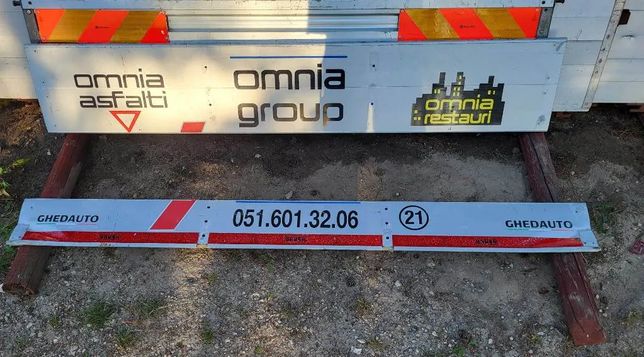 omnia
asfalti
omnia
group
omnia
restauri
GHEDAUTO
051.601.32.06
21
GHEDAUTO